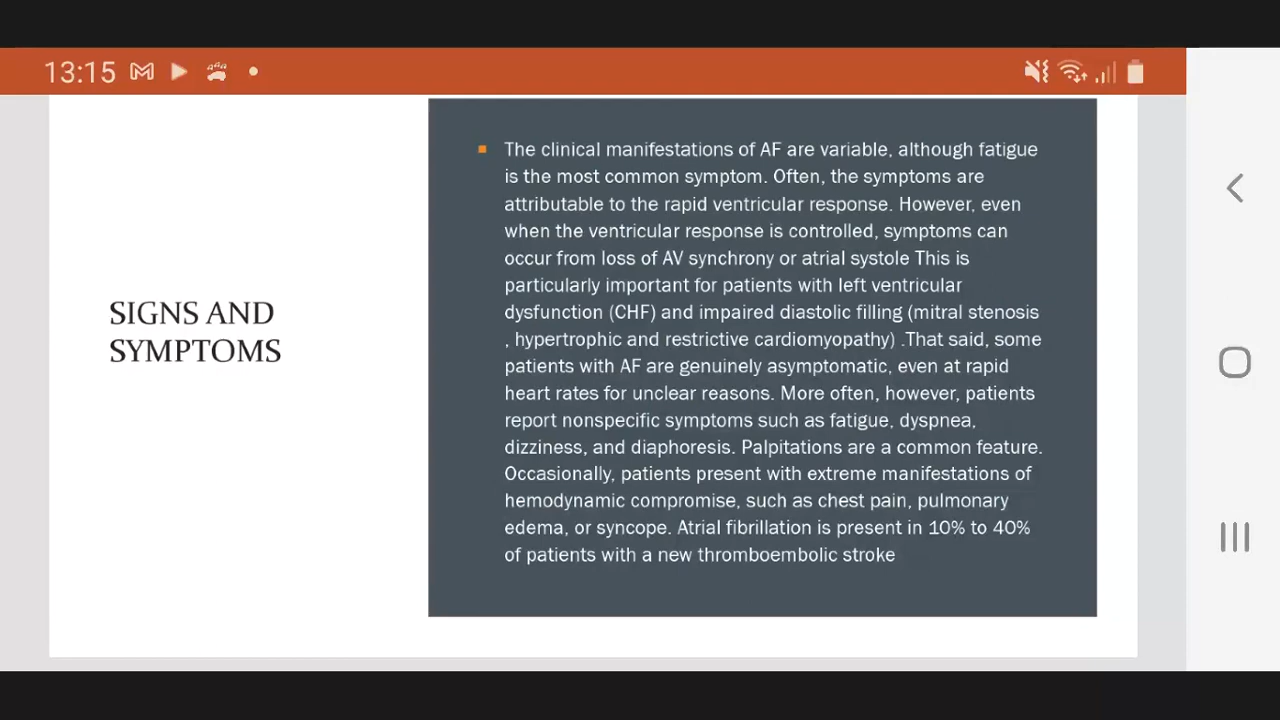 13:15
SIGNS AND
SYMPTOMS
The clinical manifestations of AF are variable, although fatigue
is the most common symptom. Often, the symptoms are
attributable to the rapid ventricular response. However, even
when the ventricular response is controlled, symptoms can
occur from loss of AV synchrony or atrial systole This is
particularly important for patients with left ventricular
dysfunction (CHF) and impaired diastolic filling (mitral stenosis
, hypertrophic and restrictive cardiomyopathy) .That said, some
patients with AF are genuinely asymptomatic, even at rapid
heart rates for unclear reasons. More often, however, patients
report nonspecific symptoms such as fatigue, dyspnea,
dizziness, and diaphoresis. Palpitations are a common feature.
Occasionally, patients present with extreme manifestations of
hemodynamic compromise, such as chest pain, pulmonary
edema, or syncope. Atrial fibrillation is present in 10% to 40%
of patients with a new thromboembolic stroke